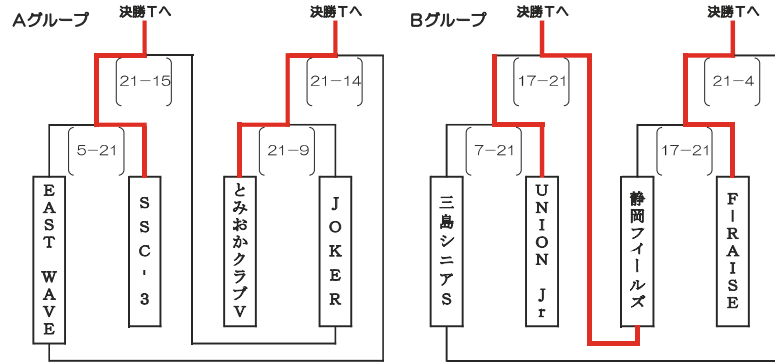 Aグループ
決勝Tへ
決勝Tへ
Bグループ
決勝Tへ
決勝Tへ
21-15
21-14
17-21
21-4
5-21
21-9
7-21
17-21
EAST WAVE
SSC-3
とみおかクラブV
JOKER
三島シニアS
UNION Jr
静岡フィールズ
F-RAISE